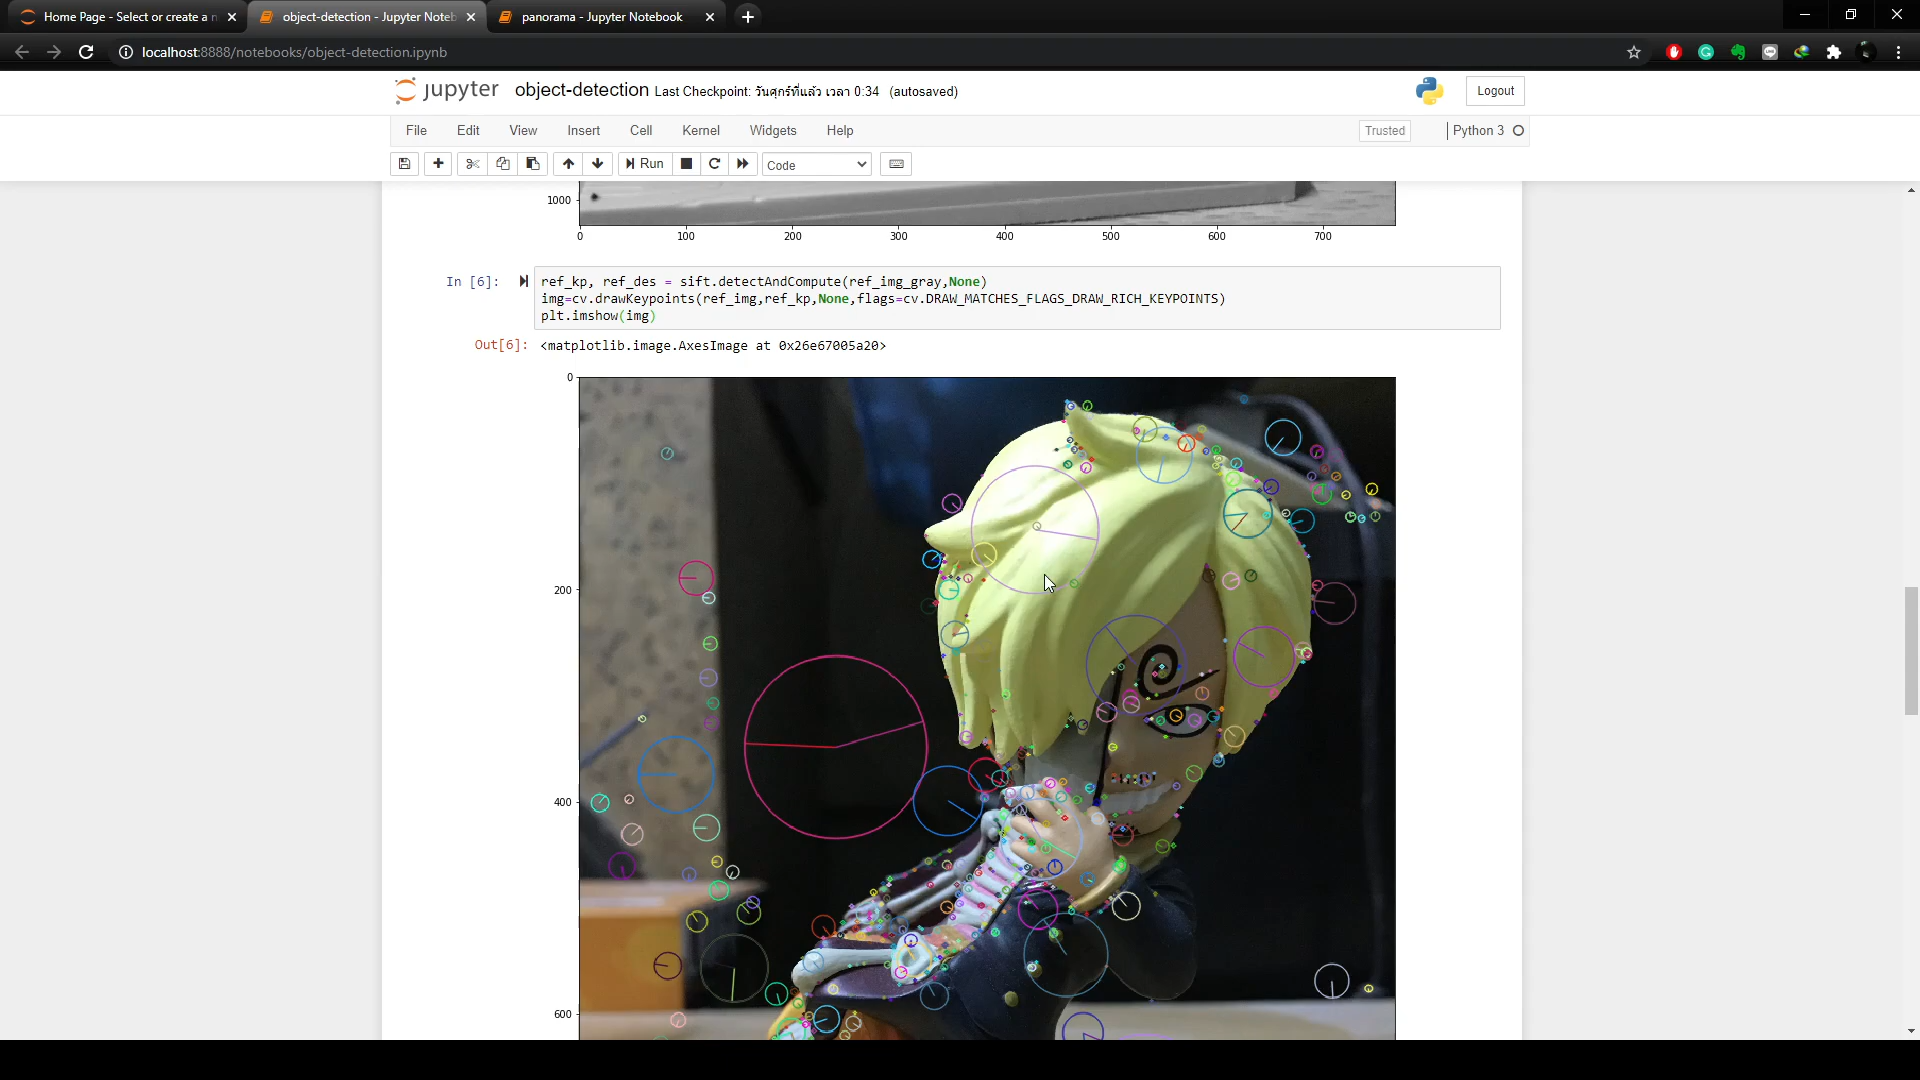 Home Page - Select or create a n
object-detection - Jupyter Noteb
panorama - Jupyter Notebook
localhost:8888/notebooks/object-detection.ipynb
jupyter object-detection Last Checkpoint: วันศุกร์ที่แล้ว เวลา 0:34 (autosaved)
Logout
File Edit View Insert Cell Kernel Widgets Help
Trusted Python 3
Run Code
1000
0 100 200 300 400 500 600 700
In [6]: ref_kp, ref_des = sift.detectAndCompute(ref_img_gray,None)
img=cv.drawKeypoints(ref_img,ref_kp,None,flags=cv.DRAW_MATCHES_FLAGS_DRAW_RICH_KEYPOINTS)
plt.imshow(img)
Out[6]: <matplotlib.image.AxesImage at 0x26e67005a20>
0
200
400
600